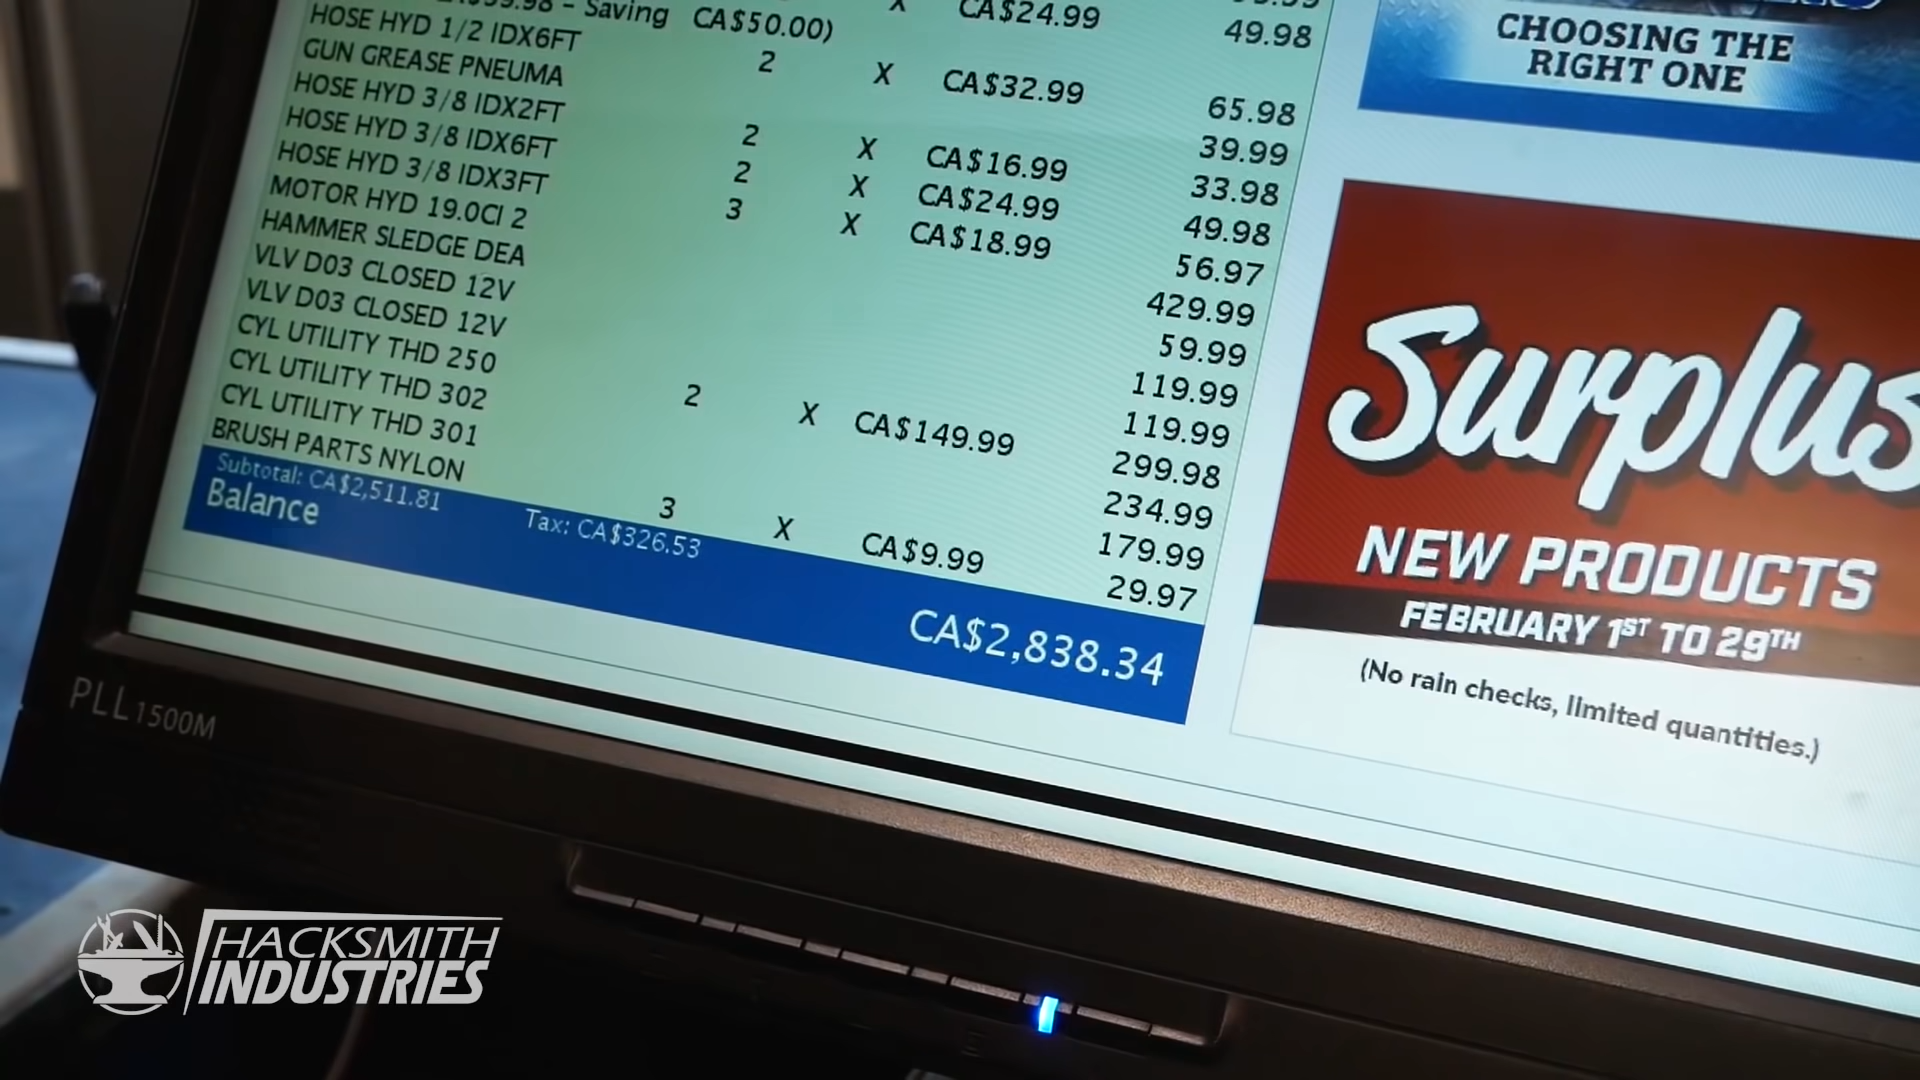 - Saving CA$50.00) X CA$24.99 49.98
HOSE HYD 1/2 IDX6FT 2 X CA$32.99 65.98
GUN GREASE PNEUMA 39.99
HOSE HYD 3/8 IDX2FT 2 X CA$16.99 33.98
HOSE HYD 3/8 IDX6FT 2 X CA$24.99 49.98
HOSE HYD 3/8 IDX3FT 3 X CA$18.99 56.97
MOTOR HYD 19.0CI 2 429.99
HAMMER SLEDGE DEA 59.99
VLV D03 CLOSED 12V 119.99
VLV D03 CLOSED 12V 119.99
CYL UTILITY THD 250 2 X CA$149.99 299.98
CYL UTILITY THD 302 234.99
CYL UTILITY THD 301 179.99
BRUSH PARTS NYLON 3 X CA$9.99 29.97
Subtotal: CA$2,511.81 Tax: CA$326.53
Balance CA$2,838.34
CHOOSING THE
RIGHT ONE
Surplus
NEW PRODUCTS
FEBRUARY 1ST TO 29TH
(No rain checks, limited quantities.)
PLL1500M
HACKSMITH
INDUSTRIES